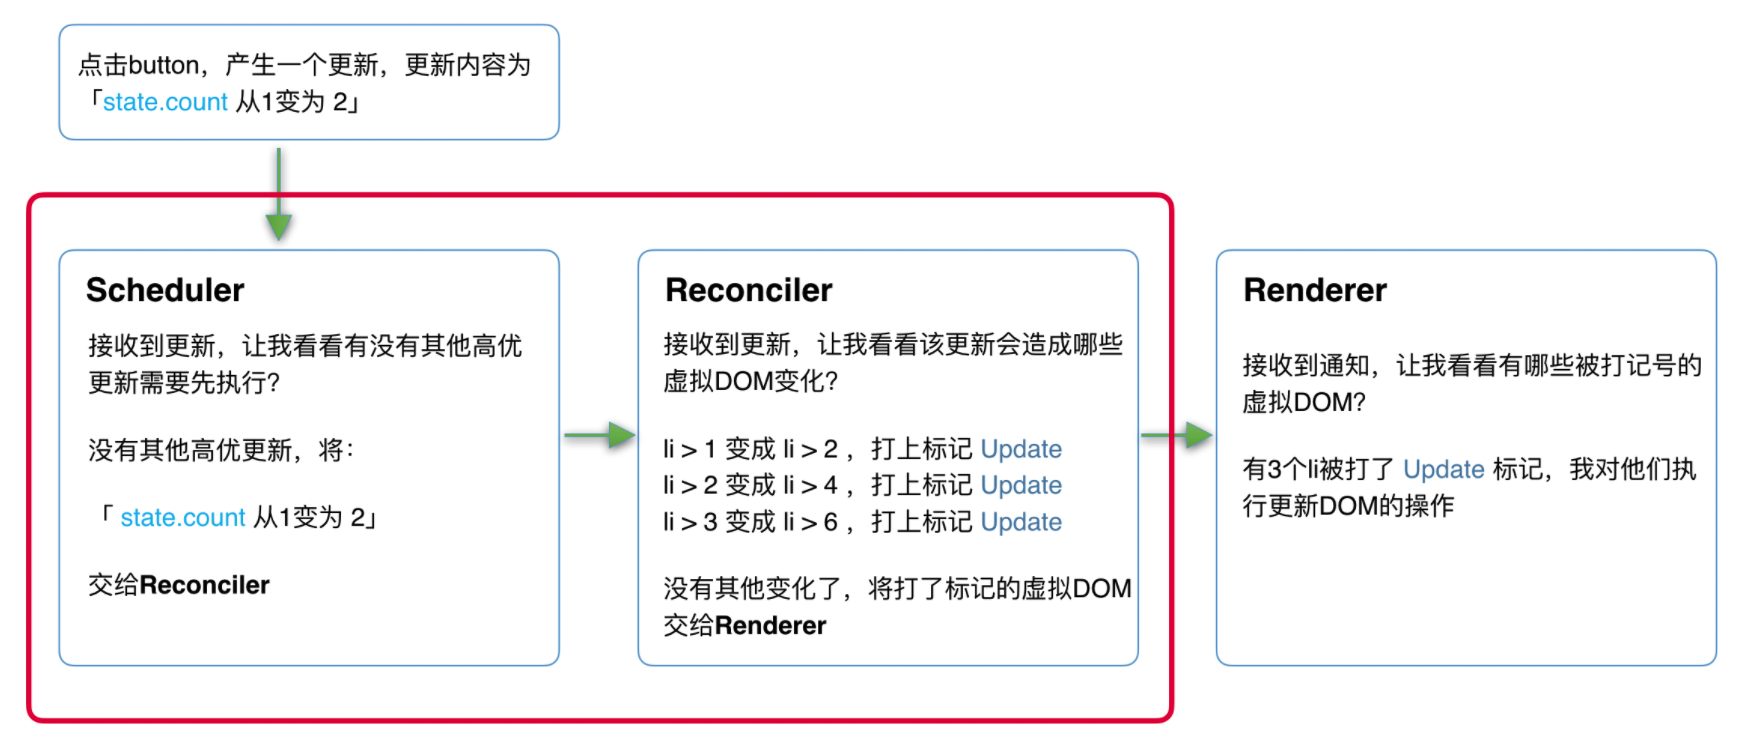 点击button，产生一个更新，更新内容为
「state.count 从1变为 2」
Scheduler
接收到更新，让我看看有没有其他高优
更新需要先执行?
没有其他高优更新，将：
「 state.count 从1变为 2」
交给Reconciler
Reconciler
接收到更新，让我看看该更新会造成哪些
虚拟DOM变化?
li > 1 变成 li > 2 ，打上标记 Update
li > 2 变成 li > 4 ，打上标记 Update
li > 3 变成 li > 6 ，打上标记 Update
没有其他变化了，将打了标记的虚拟DOM
交给Renderer
Renderer
接收到通知，让我看看有哪些被打记号的
虚拟DOM?
有3个li被打了 Update 标记，我对他们执
行更新DOM的操作